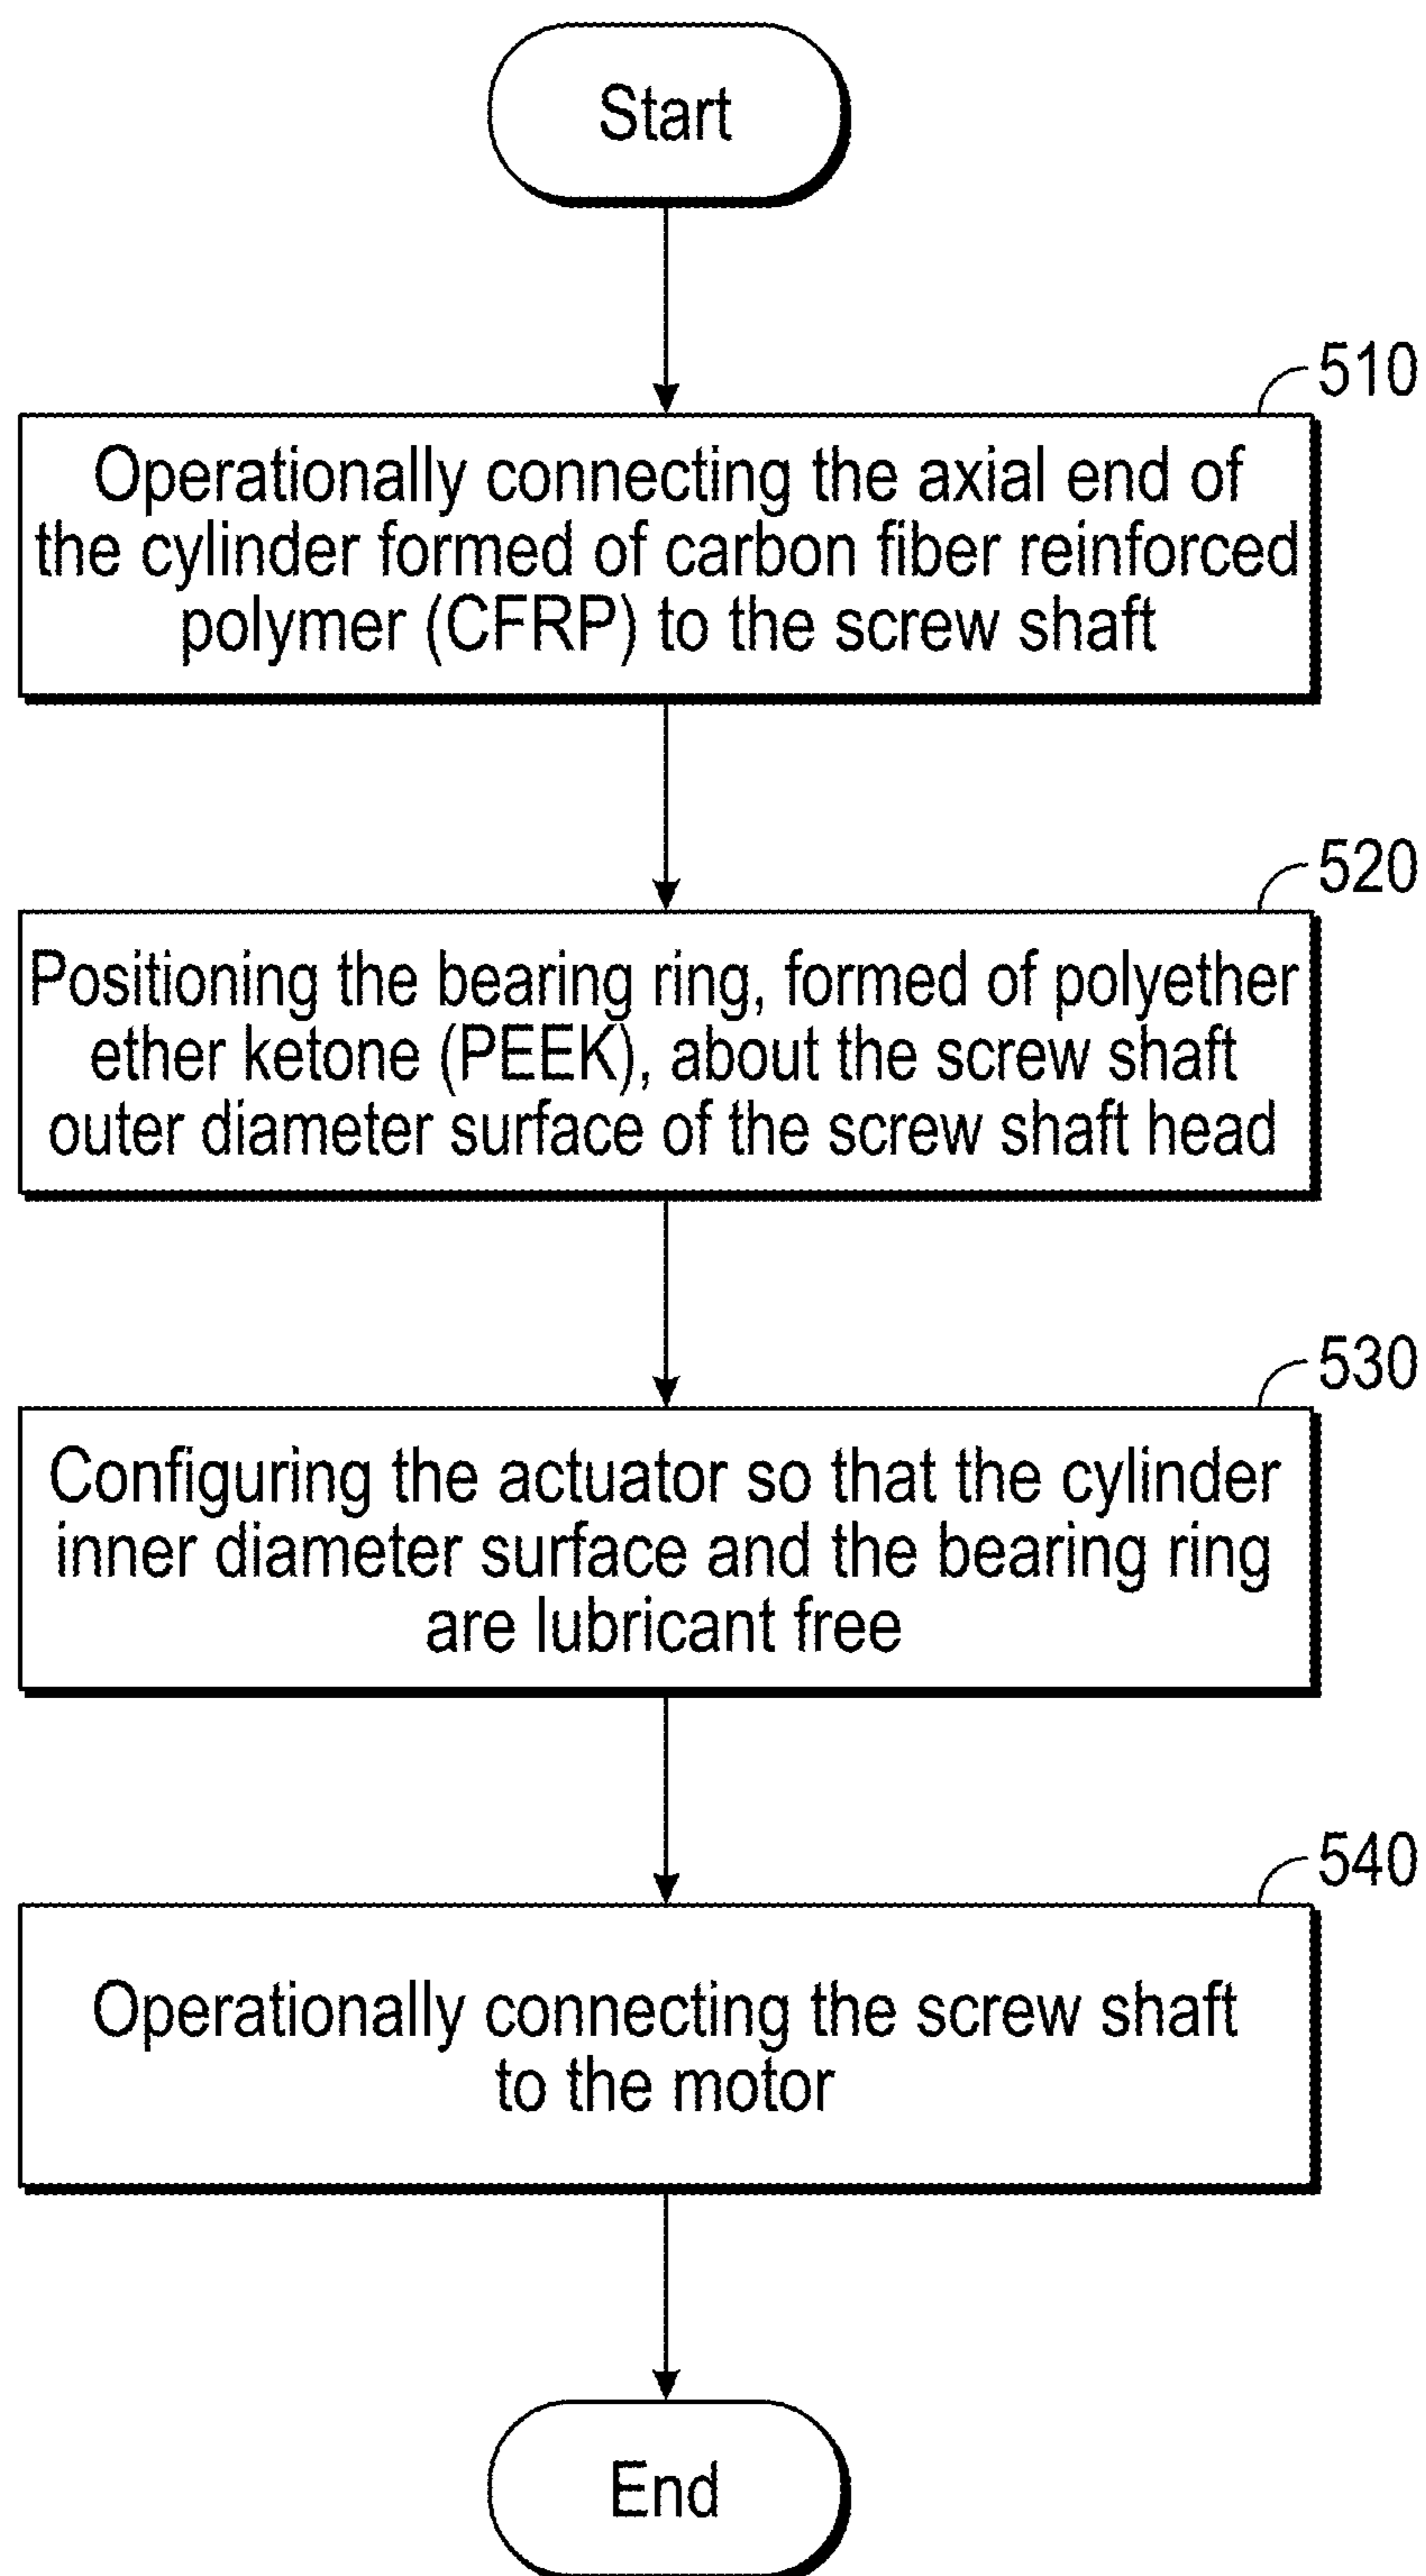 Start
510
Operationally connecting the axial end of
the cylinder formed of carbon fiber reinforced
polymer (CFRP) to the screw shaft
520
Positioning the bearing ring, formed of polyether
ether ketone (PEEK), about the screw shaft
outer diameter surface of the screw shaft head
530
Configuring the actuator so that the cylinder
inner diameter surface and the bearing ring
are lubricant free
540
Operationally connecting the screw shaft
to the motor
End